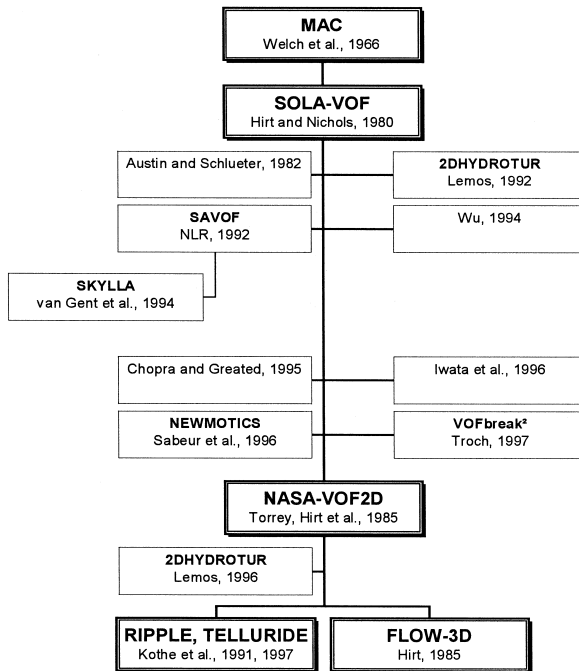 MAC
Welch et al., 1966
SOLA-VOF
Hirt and Nichols, 1980
Austin and Schlueter, 1982
2DHYDROTUR
Lemos, 1992
SAVOF
NLR, 1992
Wu, 1994
SKYLLA
van Gent et al., 1994
Chopra and Greated, 1995
Iwata et al., 1996
NEWMOTICS
Sabeur et al., 1996
VOFbreak²
Troch, 1997
NASA-VOF2D
Torrey, Hirt et al., 1985
2DHYDROTUR
Lemos, 1996
RIPPLE, TELLURIDE
Kothe et al., 1991, 1997
FLOW-3D
Hirt, 1985